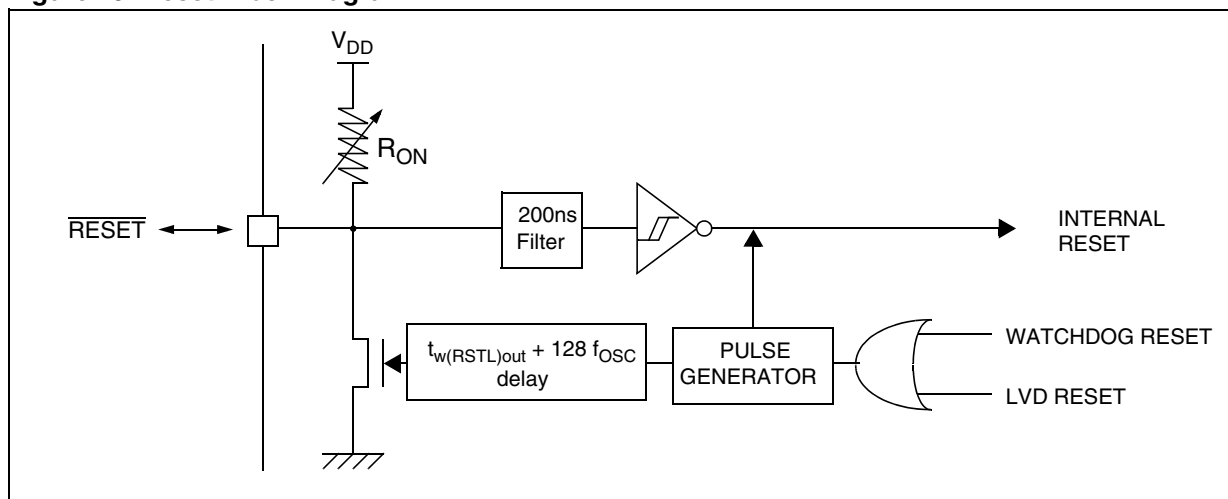 V_DD
R_ON
RESET
200ns
Filter
INTERNAL
RESET
t_w(RSTL)out + 128 f_OSC
delay
PULSE
GENERATOR
WATCHDOG RESET
LVD RESET